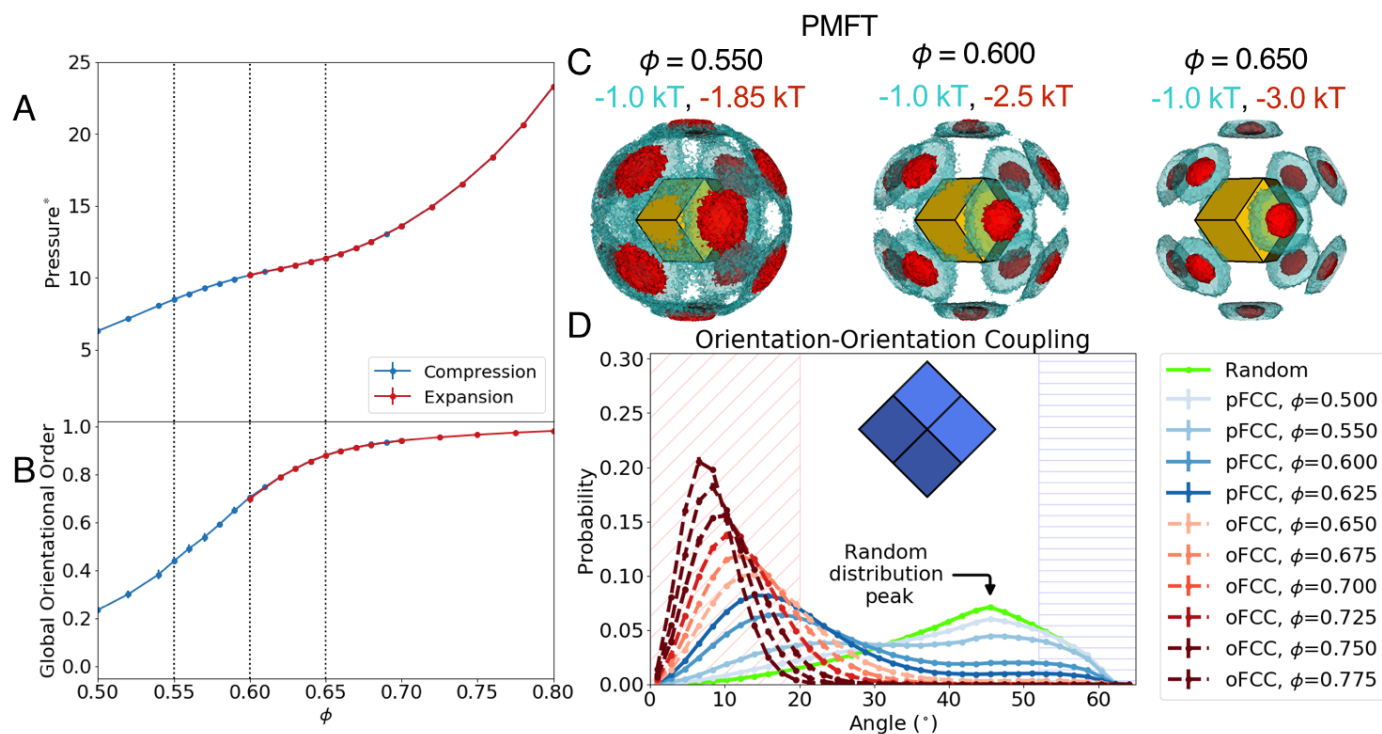 PMFT
A
Pressure*
25
20
15
10
5
Compression
Expansion
B
Global Orientational Order
1.0
0.8
0.6
0.4
0.2
0.0
0.50 0.55 0.60 0.65 0.70 0.75 0.80
ϕ
C
ϕ = 0.550
-1.0 kT, -1.85 kT
ϕ = 0.600
-1.0 kT, -2.5 kT
ϕ = 0.650
-1.0 kT, -3.0 kT
D
Orientation-Orientation Coupling
Probability
0.30
0.25
0.20
0.15
0.10
0.05
0.00
Random
distribution
peak
0 10 20 30 40 50 60
Angle (°)
Random
pFCC, ϕ=0.500
pFCC, ϕ=0.550
pFCC, ϕ=0.600
pFCC, ϕ=0.625
oFCC, ϕ=0.650
oFCC, ϕ=0.675
oFCC, ϕ=0.700
oFCC, ϕ=0.725
oFCC, ϕ=0.750
oFCC, ϕ=0.775